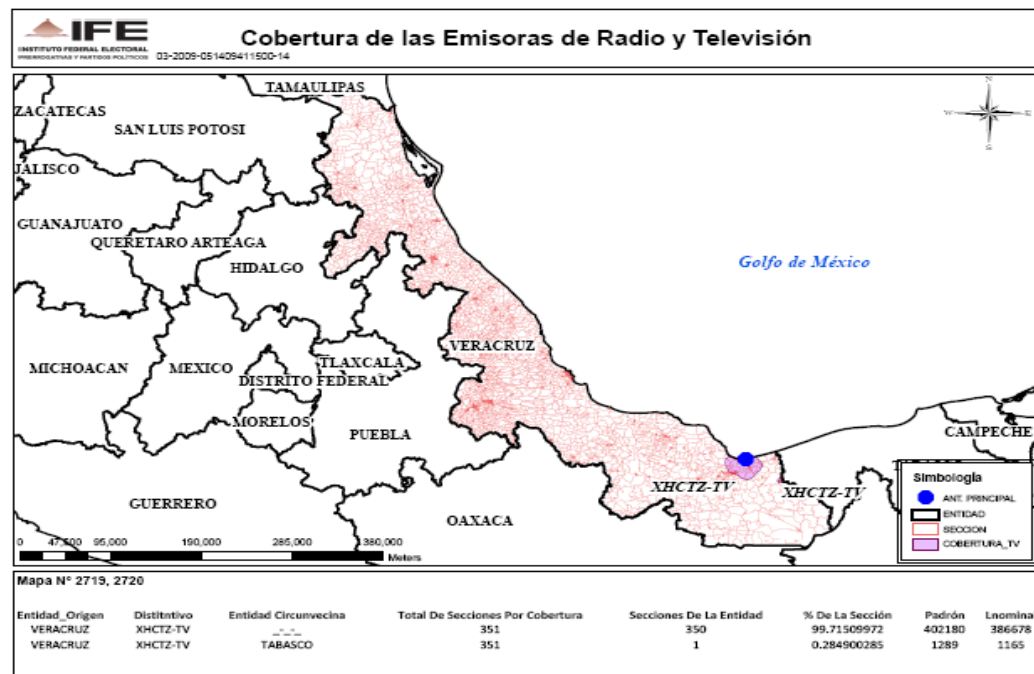 IFE
INSTITUTO FEDERAL ELECTORAL
PRERROGATIVAS Y PARTIDOS POLÍTICOS
03-2009-051409411500-14
Cobertura de las Emisoras de Radio y Televisión
TAMAULIPAS
ZACATECAS
SAN LUIS POTOSI
N
W E
S
JALISCO
GUANAJUATO
QUERETARO ARTEAGA
HIDALGO
Golfo de México
VERACRUZ
MICHOACAN
MEXICO
TLAXCALA
DISTRITO FEDERAL
MORELOS
PUEBLA
CAMPECHE
XHCTZ-TV
XHCTZ-TV
GUERRERO
OAXACA
Simbología
ANT. PRINCIPAL
ENTIDAD
SECCION
COBERTURA_TV
0 47,500 95,000 190,000 285,000 380,000
Meters
Mapa N° 2719, 2720
Entidad_Origen Distitntivo Entidad Circunvecina Total De Secciones Por Cobertura Secciones De La Entidad % De La Sección Padrón Lnomina
VERACRUZ XHCTZ-TV _-_-_ 351 350 99.71509972 402180 386678
VERACRUZ XHCTZ-TV TABASCO 351 1 0.284900285 1289 1165